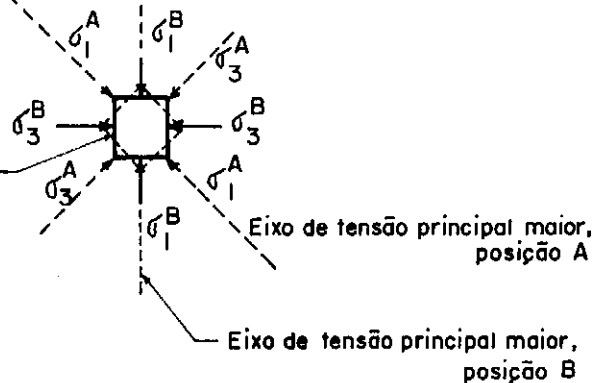 σ₁ᴬ
σ₁ᴮ
σ₃ᴬ
σ₃ᴮ
σ₃ᴮ
σ₃ᴬ
σ₁ᴬ
σ₁ᴮ
Eixo de tensão principal maior,
posição A
Eixo de tensão principal maior,
posição B